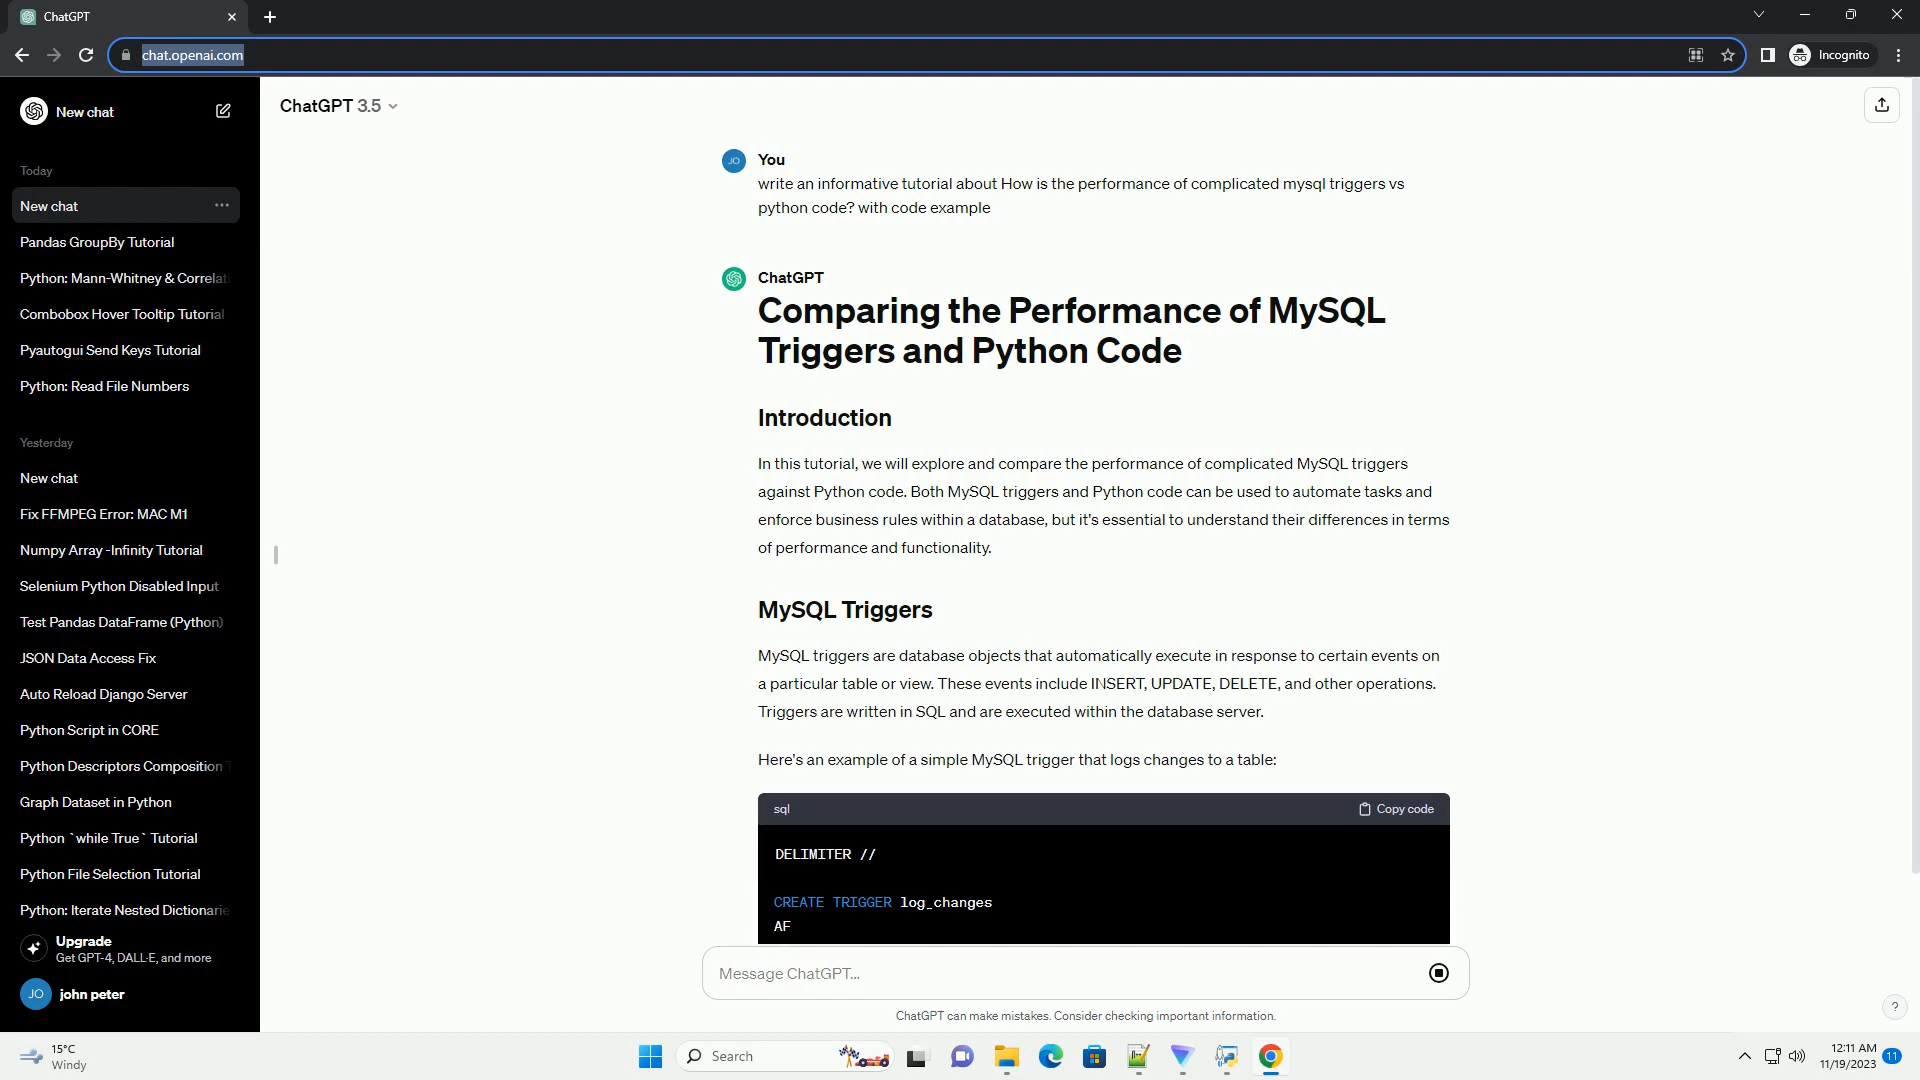 ChatGPT
chat.openai.com
Incognito
New chat
Today
New chat
Pandas GroupBy Tutorial
Python: Mann-Whitney & Correlati
Combobox Hover Tooltip Tutorial
Pyautogui Send Keys Tutorial
Python: Read File Numbers
Yesterday
New chat
Fix FFMPEG Error: MAC M1
Numpy Array -Infinity Tutorial
Selenium Python Disabled Input
Test Pandas DataFrame (Python)
JSON Data Access Fix
Auto Reload Django Server
Python Script in CORE
Python Descriptors Composition T
Graph Dataset in Python
Python `while True` Tutorial
Python File Selection Tutorial
Python: Iterate Nested Dictionarie
Upgrade
Get GPT-4, DALL·E, and more
JO john peter
ChatGPT 3.5
JO You
write an informative tutorial about How is the performance of complicated mysql triggers vs
python code? with code example
ChatGPT
Comparing the Performance of MySQL
Triggers and Python Code
Introduction
In this tutorial, we will explore and compare the performance of complicated MySQL triggers
against Python code. Both MySQL triggers and Python code can be used to automate tasks and
enforce business rules within a database, but it's essential to understand their differences in terms
of performance and functionality.
MySQL Triggers
MySQL triggers are database objects that automatically execute in response to certain events on
a particular table or view. These events include INSERT, UPDATE, DELETE, and other operations.
Triggers are written in SQL and are executed within the database server.
Here's an example of a simple MySQL trigger that logs changes to a table:
sql Copy code
DELIMITER //
CREATE TRIGGER log_changes
AF
Message ChatGPT...
ChatGPT can make mistakes. Consider checking important information.
?
15°C
Windy
Search
12:11 AM
11/19/2023
11